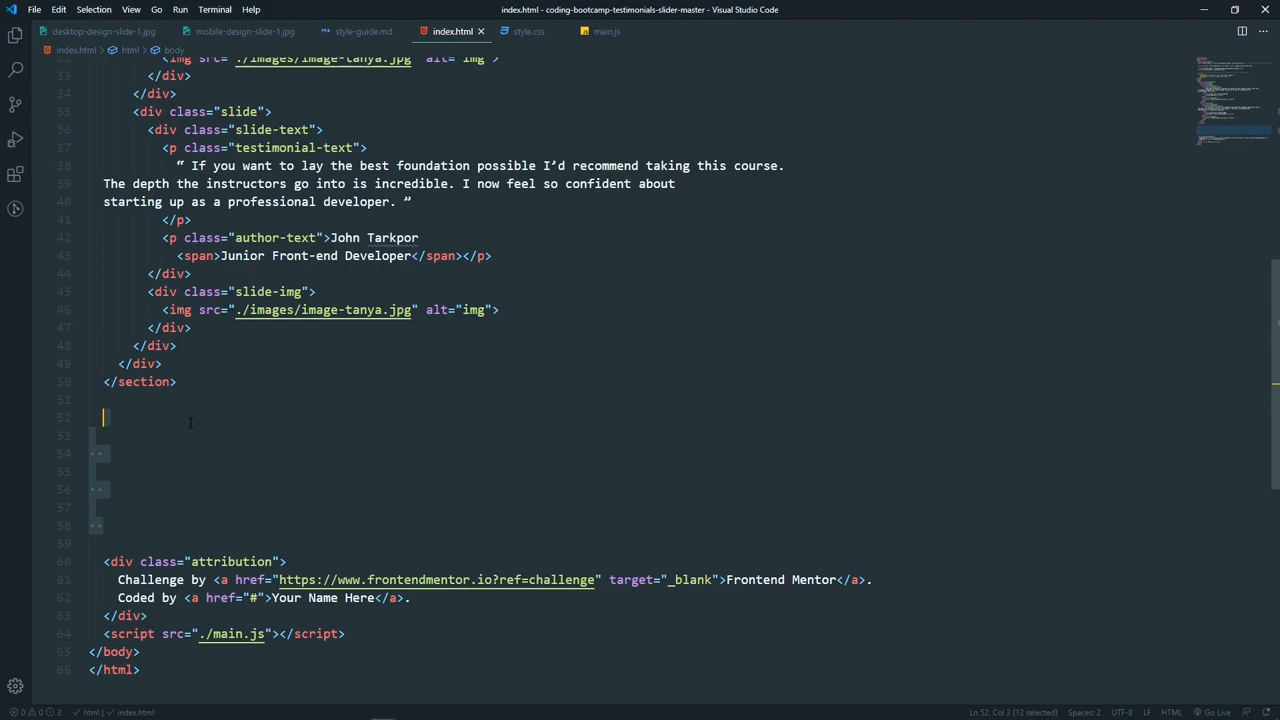 File Edit Selection View Go Run Terminal Help
index.html - coding-bootcamp-testimonials-slider-master - Visual Studio Code
desktop-design-slide-1.jpg mobile-design-slide-1.jpg style-guide.md index.html style.css main.js
index.html html body
32 <img src="./images/image-tanya.jpg" alt="img">
33 </div>
34 </div>
35 <div class="slide">
36 <div class="slide-text">
37 <p class="testimonial-text">
38 “ If you want to lay the best foundation possible I’d recommend taking this course.
39 The depth the instructors go into is incredible. I now feel so confident about
40 starting up as a professional developer. ”
41 </p>
42 <p class="author-text">John Tarkpor
43 <span>Junior Front-end Developer</span></p>
44 </div>
45 <div class="slide-img">
46 <img src="./images/image-tanya.jpg" alt="img">
47 </div>
48 </div>
49 </div>
50 </section>
51
52
53
54
55
56
57
58
59
60 <div class="attribution">
61 Challenge by <a href="https://www.frontendmentor.io?ref=challenge" target="_blank">Frontend Mentor</a>.
62 Coded by <a href="#">Your Name Here</a>.
63 </div>
64 <script src="./main.js"></script>
65 </body>
66 </html>
0 0 3 html index.html Ln 52, Col 3 (12 selected) Spaces: 2 UTF-8 LF HTML Go Live